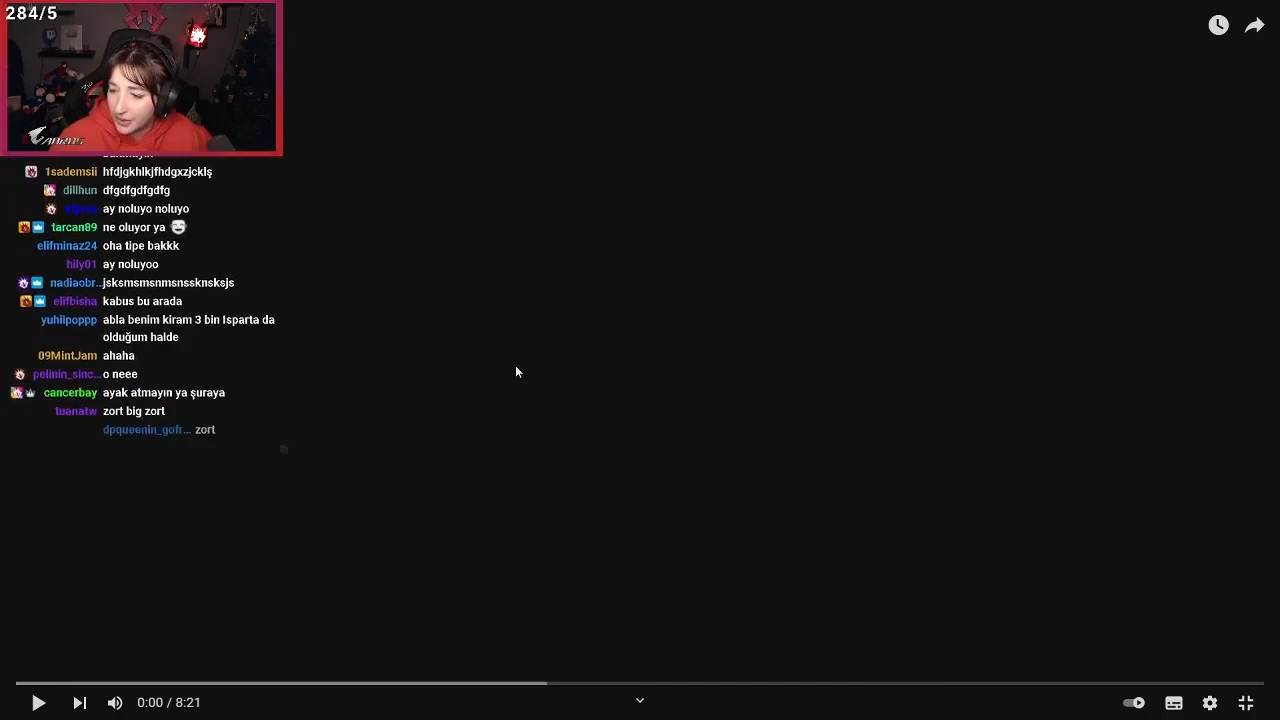 284/5
AORUS
1sademsii hfdjgkhlkjfhdgxzjcklş
dillhun dfgdfgdfgdfg
ay noluyo noluyo
tarcan89 ne oluyor ya
elifminaz24 oha tipe bakkk
hily01 ay noluyoo
nadiaobr... jsksmsmsnmsnssknsksjs
elifbisha kabus bu arada
yuhiipoppp abla benim kiram 3 bin Isparta da
olduğum halde
09MintJam ahaha
pelinin_sinc... o neee
cancerbay ayak atmayın ya şuraya
tuanatw zort big zort
dpqueenin_gofr... zort
0:00 / 8:21